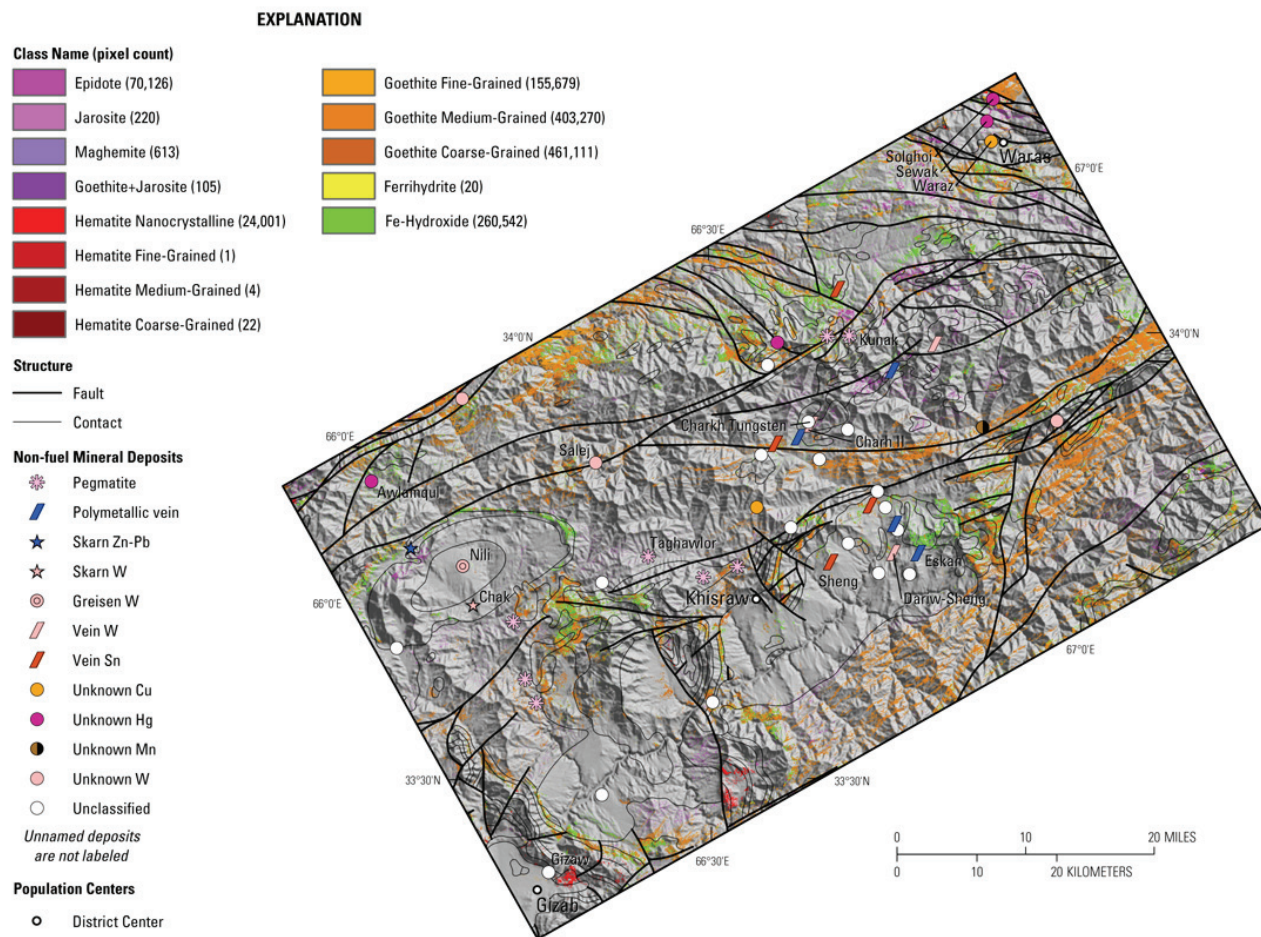 EXPLANATION
Class Name (pixel count)
Epidote (70,126)
Jarosite (220)
Maghemite (613)
Goethite+Jarosite (105)
Hematite Nanocrystalline (24,001)
Hematite Fine-Grained (1)
Hematite Medium-Grained (4)
Hematite Coarse-Grained (22)
Goethite Fine-Grained (155,679)
Goethite Medium-Grained (403,270)
Goethite Coarse-Grained (461,111)
Ferrihydrite (20)
Fe-Hydroxide (260,542)
Structure
Fault
Contact
Non-fuel Mineral Deposits
Pegmatite
Polymetallic vein
Skarn Zn-Pb
Skarn W
Greisen W
Vein W
Vein Sn
Unknown Cu
Unknown Hg
Unknown Mn
Unknown W
Unclassified
Unnamed deposits
are not labeled
Population Centers
District Center
Solghoi
Sewak
Waraz
Waras
67°0'E
66°30'E
34°0'N
34°0'N
Kunak
Charkh Tungsten
Charh II
66°0'E
Salej
Awlamqul
Nili
Taghawlor
Chak
66°0'E
Khisraw
Sheng
Eskan
Dariw-Sheng
67°0'E
33°30'N
33°30'N
66°30'E
Gizaw
Gizab
0 10 20 MILES
0 10 20 KILOMETERS